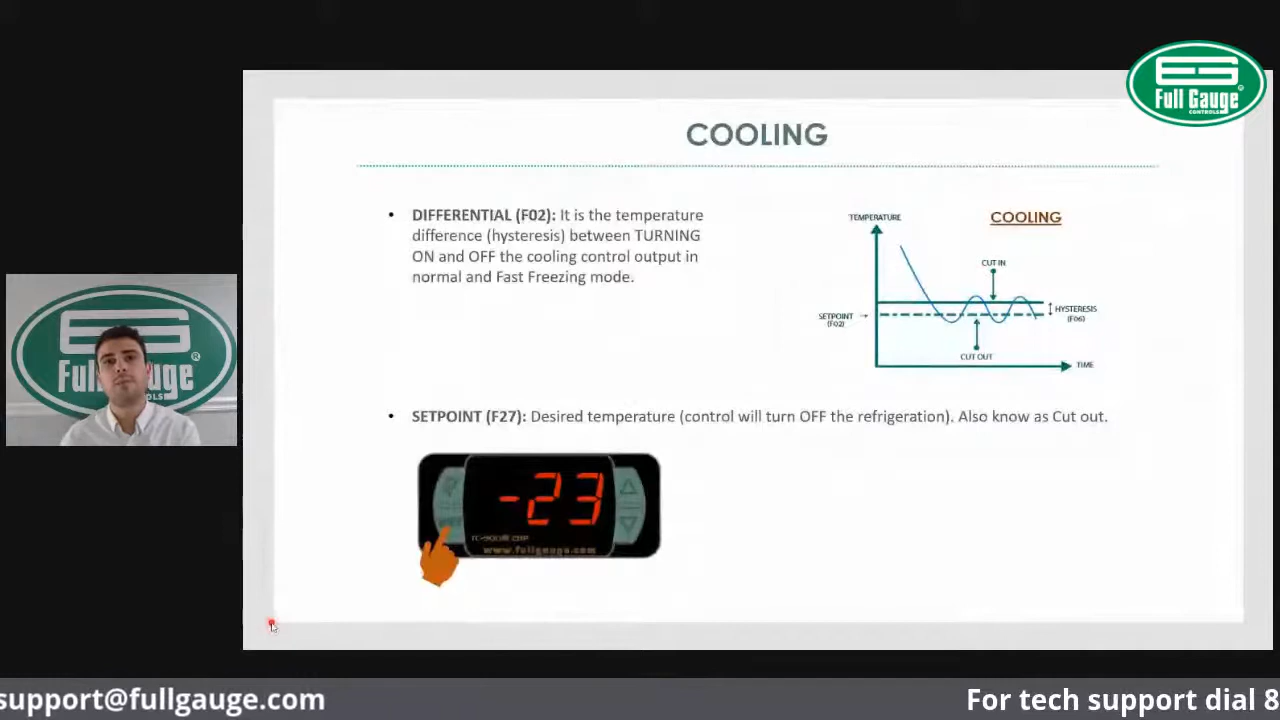 Full Gauge
CONTROLS
COOLING
• DIFFERENTIAL (F02): It is the temperature
difference (hysteresis) between TURNING
ON and OFF the cooling control output in
normal and Fast Freezing mode.
TEMPERATURE
COOLING
CUT IN
SETPOINT
(F02)
HYSTERESIS
(F06)
CUT OUT
TIME
Full Gauge
• SETPOINT (F27): Desired temperature (control will turn OFF the refrigeration). Also know as Cut out.
-23
www.fullgauge.com
support@fullgauge.com
For tech support dial 8